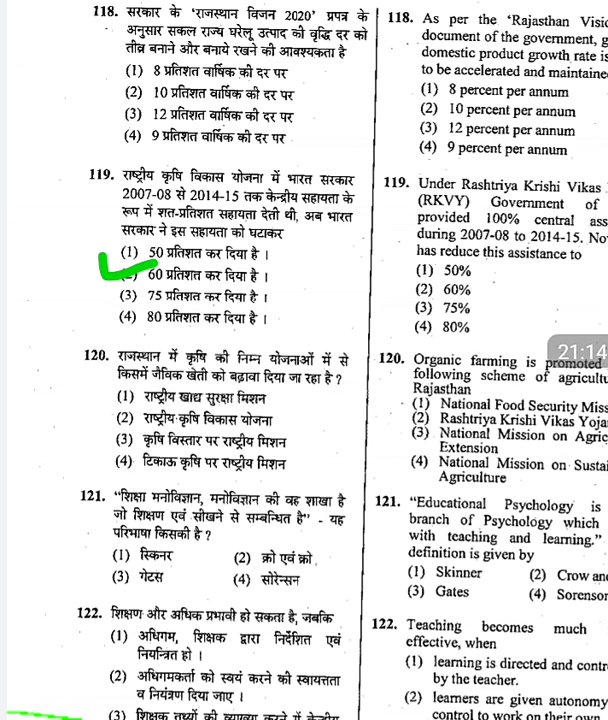 118. सरकार के 'राजस्थान विजन 2020' प्रपत्र के
अनुसार सकल राज्य घरेलू उत्पाद की वृद्धि दर को
तीव्र बनाने और बनाये रखने की आवश्यकता है
(1) 8 प्रतिशत वार्षिक की दर पर
(2) 10 प्रतिशत वार्षिक की दर पर
(3) 12 प्रतिशत वार्षिक की दर पर
(4) 9 प्रतिशत वार्षिक की दर पर
119. राष्ट्रीय कृषि विकास योजना में भारत सरकार
2007-08 से 2014-15 तक केन्द्रीय सहायता के
रूप में शत-प्रतिशत सहायता देती थी, अब भारत
सरकार ने इस सहायता को घटाकर
(1) 50 प्रतिशत कर दिया है ।
60 प्रतिशत कर दिया है ।
(3) 75 प्रतिशत कर दिया है ।
(4) 80 प्रतिशत कर दिया है ।
120. राजस्थान में कृषि की निम्न योजनाओं में से
किसमें जैविक खेती को बढ़ावा दिया जा रहा है ?
(1) राष्ट्रीय खाद्य सुरक्षा मिशन
(2) राष्ट्रीय कृषि विकास योजना
(3) कृषि विस्तार पर राष्ट्रीय मिशन
(4) टिकाऊ कृषि पर राष्ट्रीय मिशन
121. "शिक्षा मनोविज्ञान, मनोविज्ञान की वह शाखा है
जो शिक्षण एवं सीखने से सम्बन्धित है" - यह
परिभाषा किसकी है ?
(1) स्किनर (2) क्रो एवं क्रो
(3) गेटस (4) सोरेन्सन
122. शिक्षण और अधिक प्रभावी हो सकता है, जबकि
(1) अधिगम, शिक्षक द्वारा निर्देशित एवं
नियन्त्रित हो ।
(2) अधिगमकर्ता को स्वयं करने की स्वायत्तता
व नियंत्रण दिया जाए ।
(3) शिक्षक तथ्यों की व्याख्या करने में केन्द्रीय
118. As per the 'Rajasthan Visi
document of the government, g
domestic product growth rate is
to be accelerated and maintaine
(1) 8 percent per annum
(2) 10 percent per annum
(3) 12 percent per annum
(4) 9 percent per annum
119. Under Rashtriya Krishi Vikas
(RKVY) Government of
provided 100% central ass
during 2007-08 to 2014-15. No
has reduce this assistance to
(1) 50%
(2) 60%
(3) 75%
(4) 80%
21:14
120. Organic farming is promoted
following scheme of agricultu
Rajasthan
(1) National Food Security Miss
(2) Rashtriya Krishi Vikas Yoja
(3) National Mission on Agric
Extension
(4) National Mission on Sustai
Agriculture
121. "Educational Psychology is
branch of Psychology which
with teaching and learning."
definition is given by
(1) Skinner (2) Crow an
(3) Gates (4) Sorenson
122. Teaching becomes much
effective, when
(1) learning is directed and contr
by the teacher.
(2) learners are given autonomy
control to work on their own